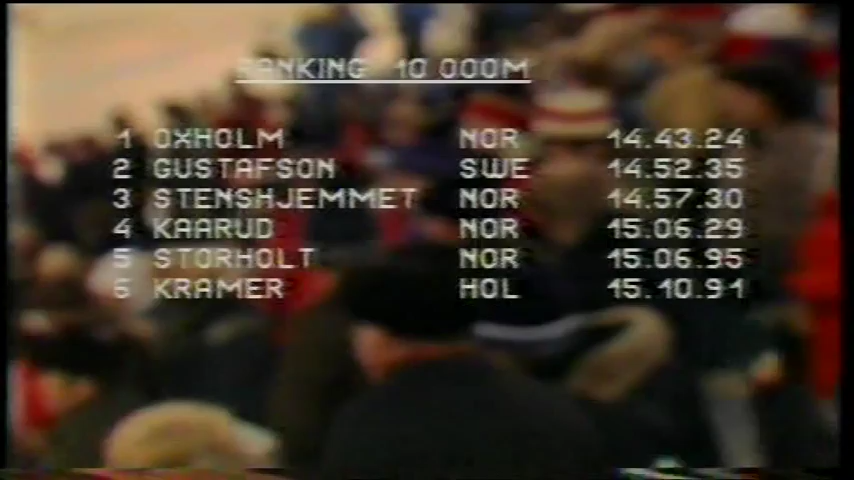 RANKING 10 000M
1 OXHOLM NOR 14.43.24
2 GUSTAFSON SWE 14.52.35
3 STENSHJEMMET NOR 14.57.30
4 KAARUD NOR 15.06.29
5 STORHOLT NOR 15.06.95
6 KRAMER HOL 15.10.91